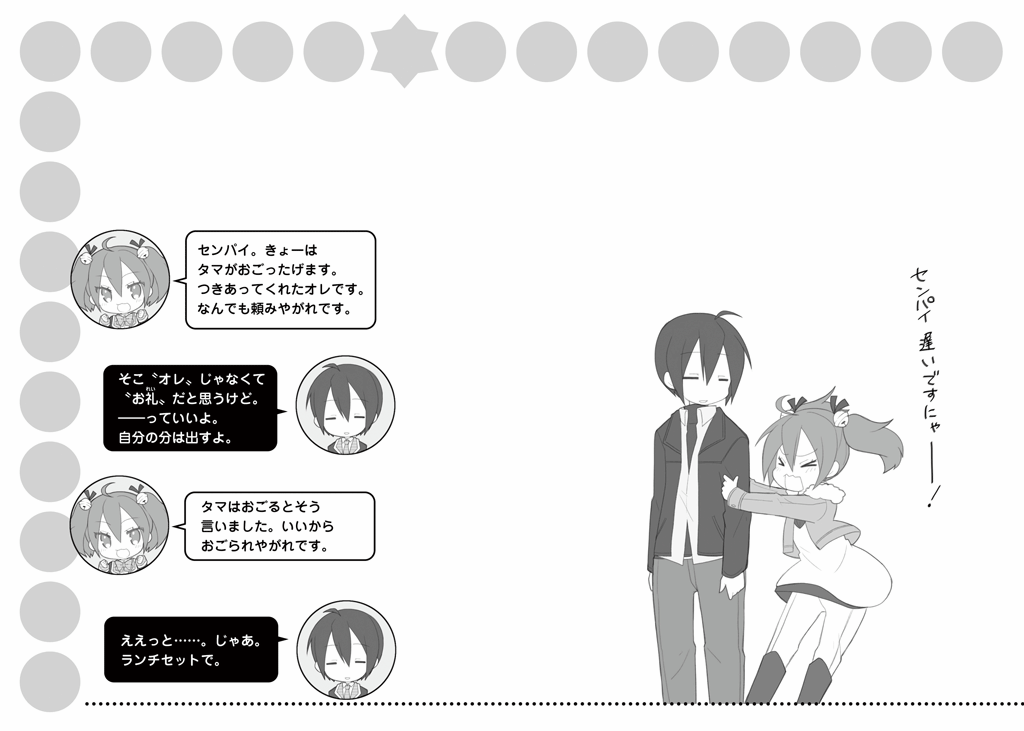 センパイ。きょーは
タマがおごったげます。
つきあってくれたオレです。
なんでも頼みやがれです。
そこ〝オレ〟じゃなくて
〝お礼〟だと思うけど。
れい
――っていいよ。
自分の分は出すよ。
タマはおごるとそう
言いました。いいから
おごられやがれです。
ええっと……。じゃあ。
ランチセットで。
センパイ遅いですにゃ――!